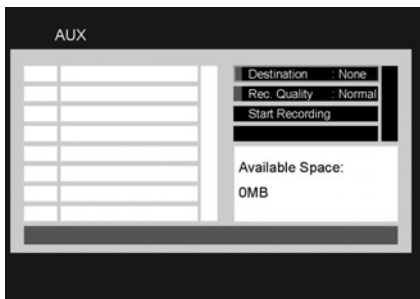 AUX
Destination : None
Rec. Quality : Normal
Start Recording
Available Space:
0MB